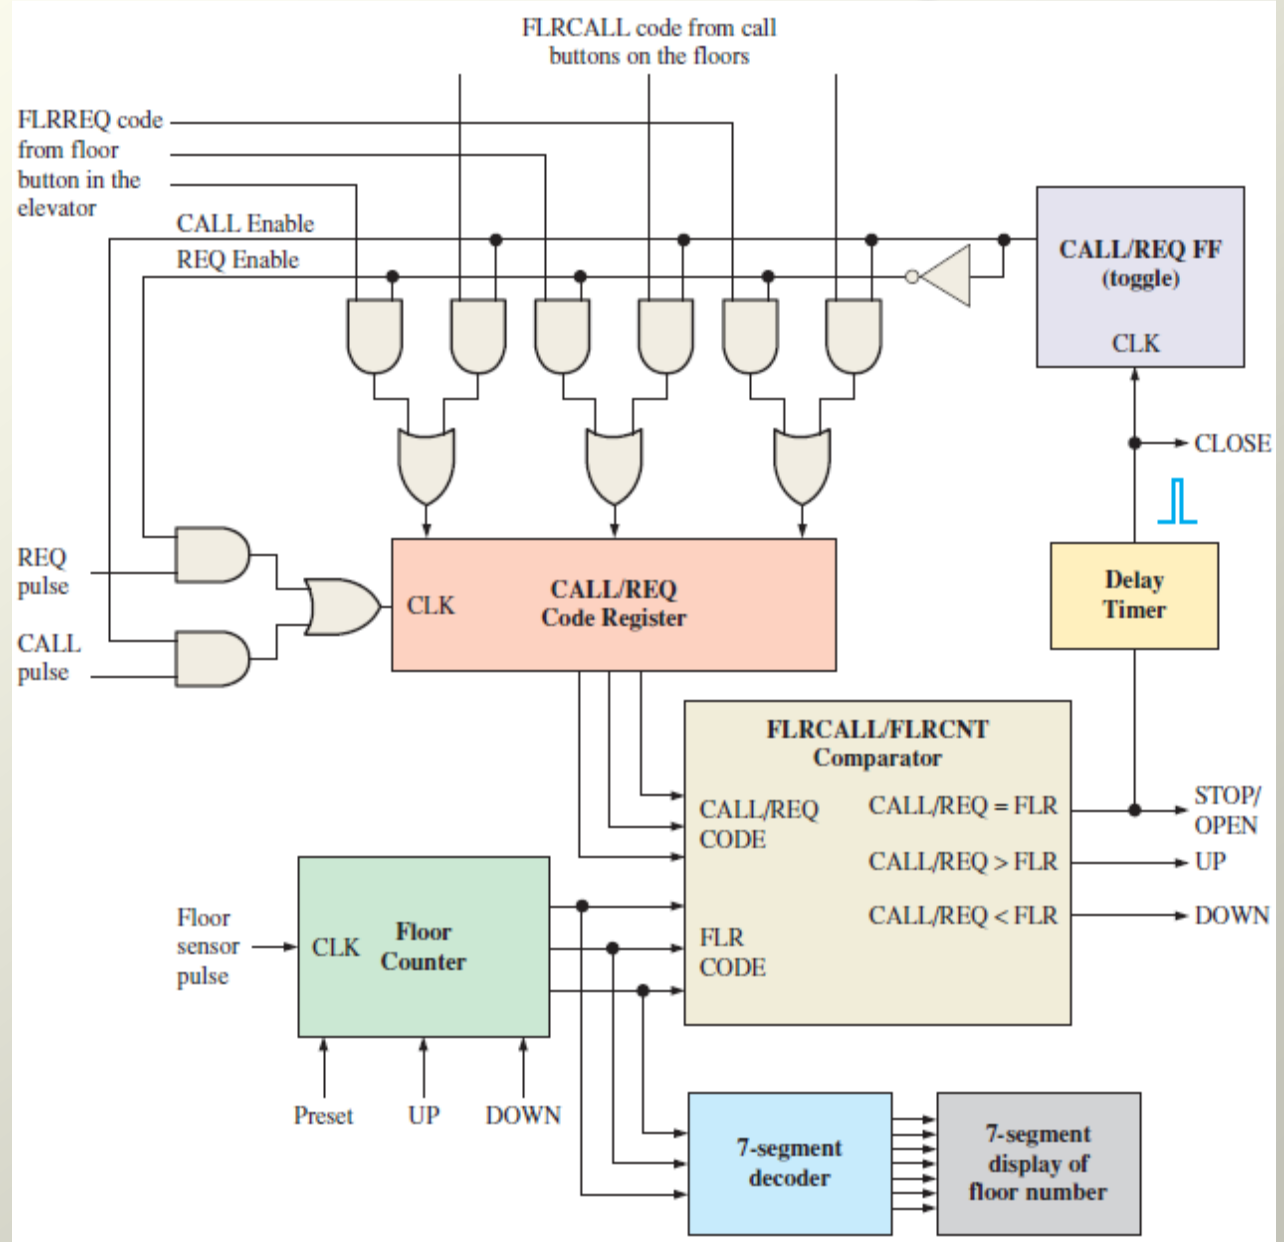 FLRCALL code from call
buttons on the floors
FLRREQ code
from floor
button in the
elevator
CALL Enable
REQ Enable
CALL/REQ FF
(toggle)
CLK
CLOSE
REQ
pulse
CALL
pulse
CLK
CALL/REQ
Code Register
Delay
Timer
FLRCALL/FLRCNT
Comparator
CALL/REQ
CODE
CALL/REQ = FLR
CALL/REQ > FLR
CALL/REQ < FLR
STOP/
OPEN
UP
DOWN
FLR
CODE
Floor
sensor
pulse
CLK
Floor
Counter
Preset
UP
DOWN
7-segment
decoder
7-segment
display of
floor number